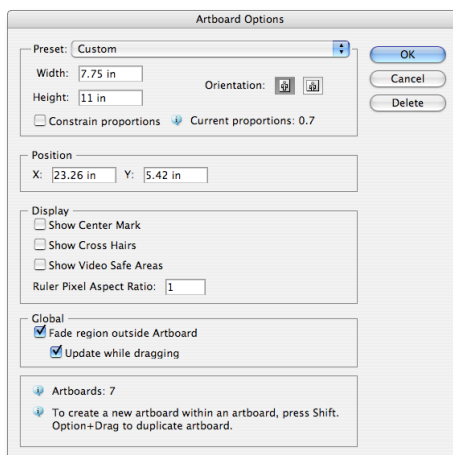 Artboard Options
Preset: Custom
OK
Width: 7.75 in
Orientation:
Cancel
Height: 11 in
Delete
Constrain proportions Current proportions: 0.7
Position
X: 23.26 in Y: 5.42 in
Display
Show Center Mark
Show Cross Hairs
Show Video Safe Areas
Ruler Pixel Aspect Ratio: 1
Global
Fade region outside Artboard
Update while dragging
Artboards: 7
To create a new artboard within an artboard, press Shift.
Option+Drag to duplicate artboard.